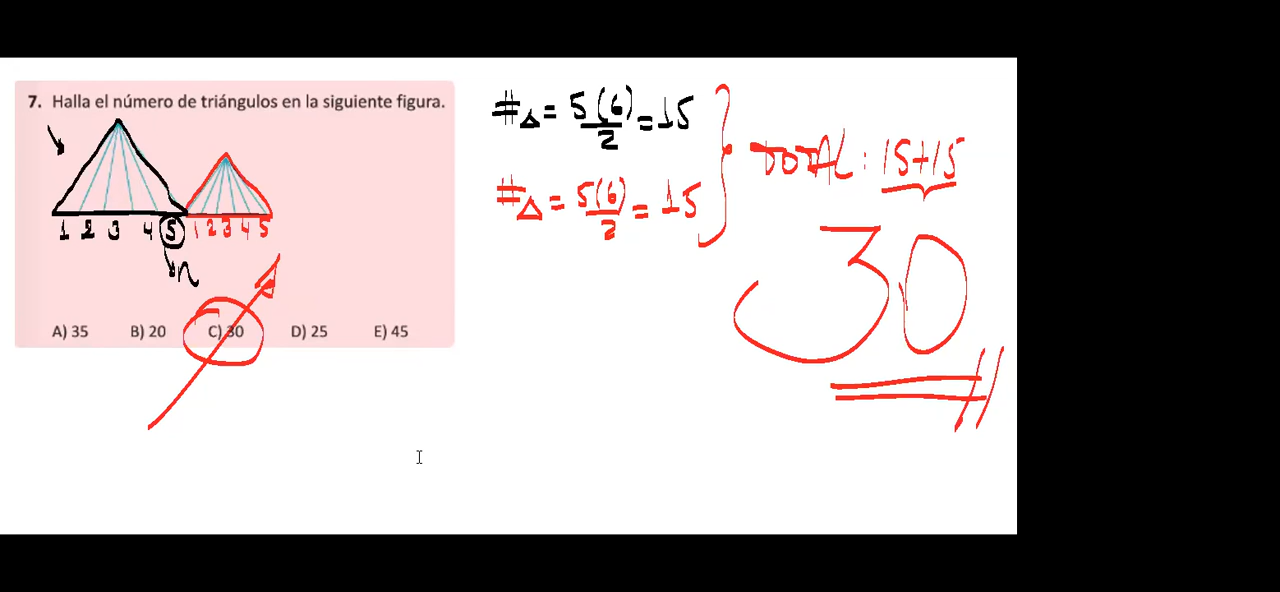 7. Halla el número de triángulos en la siguiente figura.
1 2 3 4 5 1 2 3 4 5
n
A) 35 B) 20 C) 30 D) 25 E) 45
#Δ = 5(6)/2 = 15
#Δ = 5(6)/2 = 15
TOTAL: 15+15
30